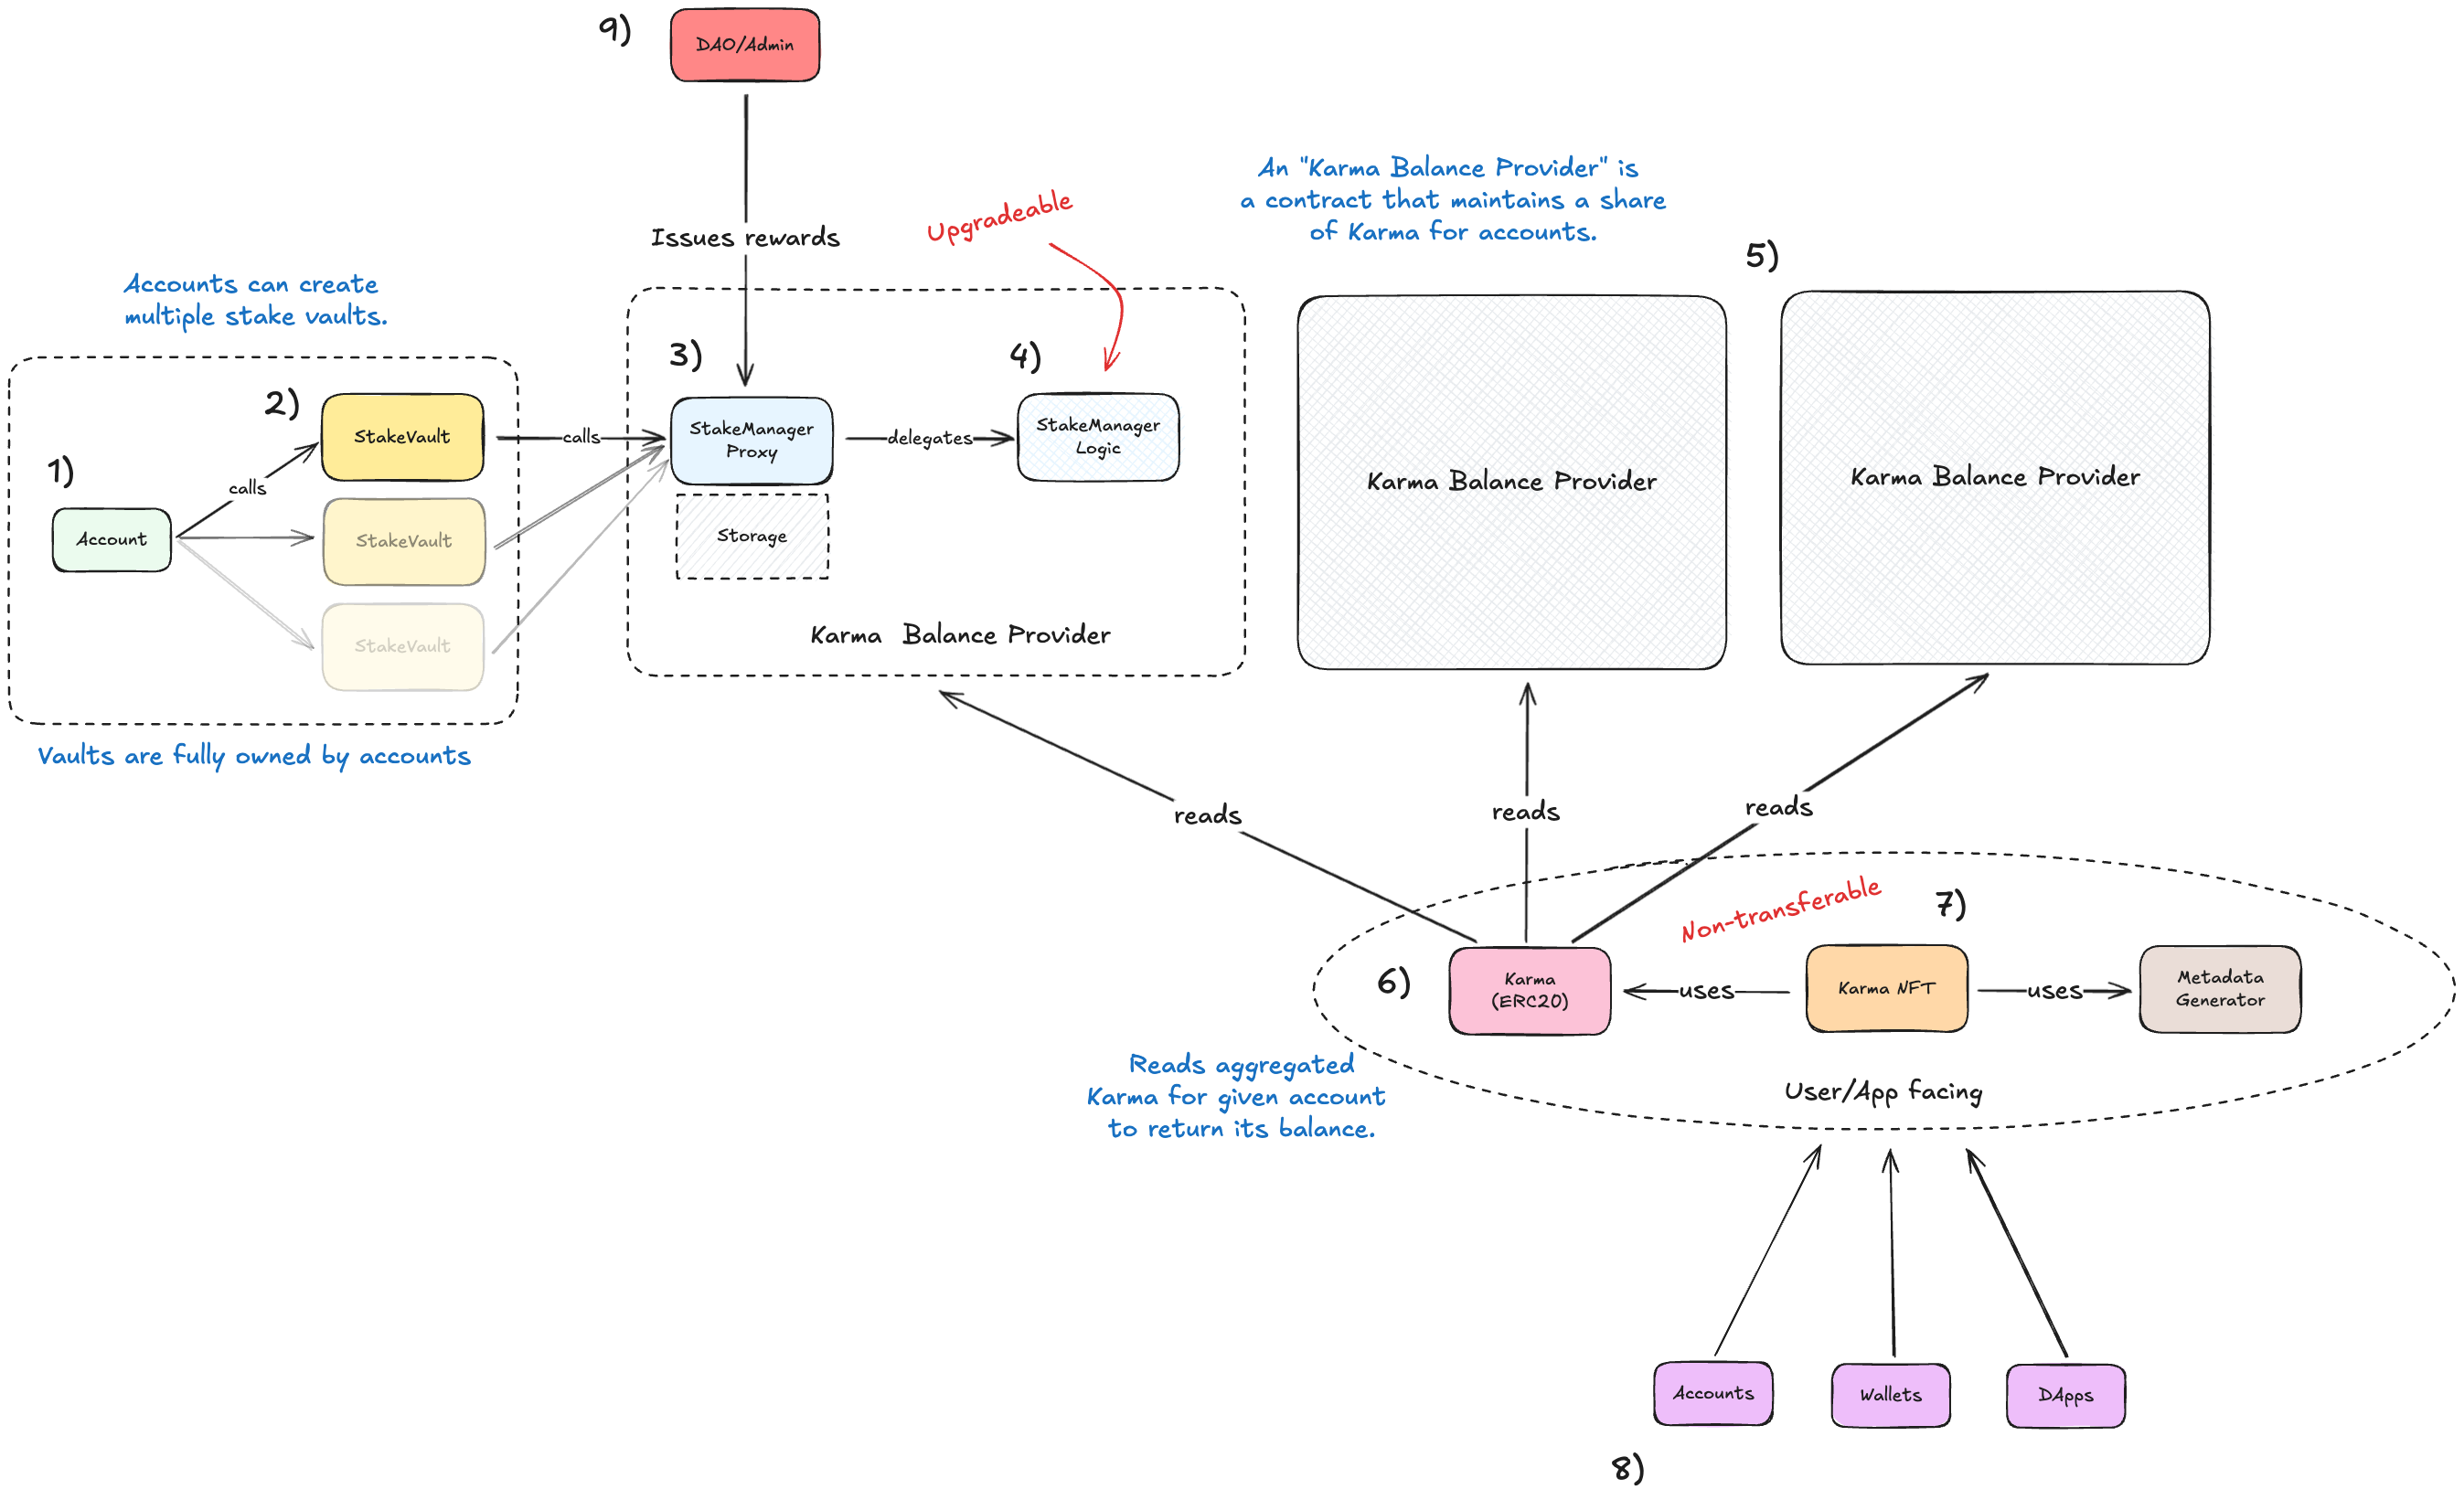 9)
DAO/Admin
Issues rewards
Upgradeable
An "Karma Balance Provider" is
a contract that maintains a share
of Karma for accounts.
5)
Accounts can create
multiple stake vaults.
1)
Account
calls
2)
StakeVault
StakeVault
StakeVault
calls
Vaults are fully owned by accounts
3)
StakeManager
Proxy
Storage
delegates
4)
StakeManager
Logic
Karma Balance Provider
Karma Balance Provider
Karma Balance Provider
reads
reads
reads
6)
Karma
(ERC20)
Non-transferable
uses
7)
Karma NFT
uses
Metadata
Generator
User/App facing
Reads aggregated
Karma for given account
to return its balance.
Accounts
Wallets
DApps
8)